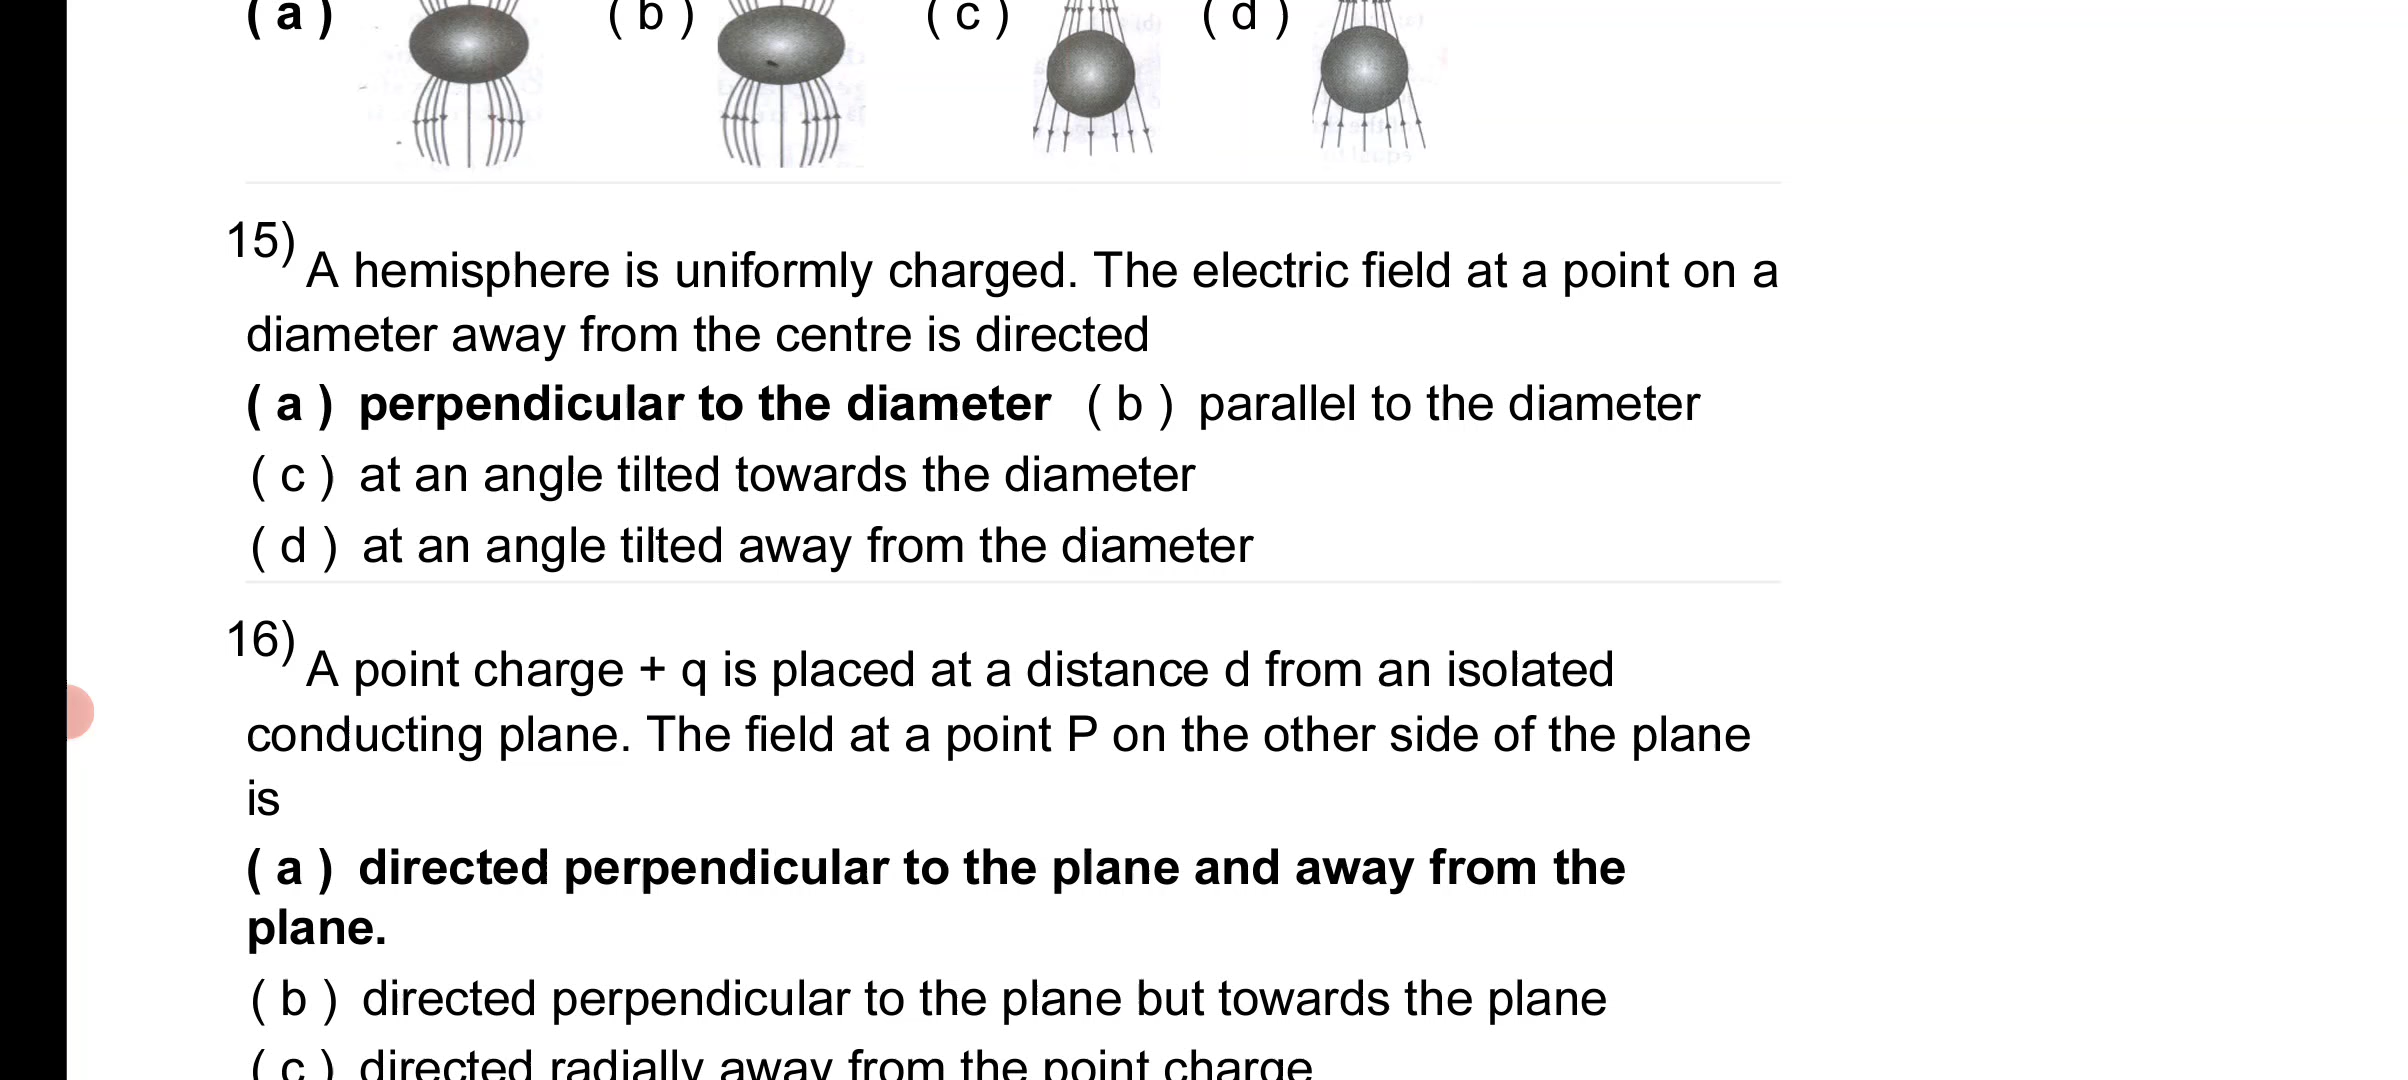 ( a ) ( b ) ( c ) ( d )
15) A hemisphere is uniformly charged. The electric field at a point on a
diameter away from the centre is directed
( a ) perpendicular to the diameter ( b ) parallel to the diameter
( c ) at an angle tilted towards the diameter
( d ) at an angle tilted away from the diameter
16) A point charge + q is placed at a distance d from an isolated
conducting plane. The field at a point P on the other side of the plane
is
( a ) directed perpendicular to the plane and away from the
plane.
( b ) directed perpendicular to the plane but towards the plane
( c ) directed radially away from the point charge